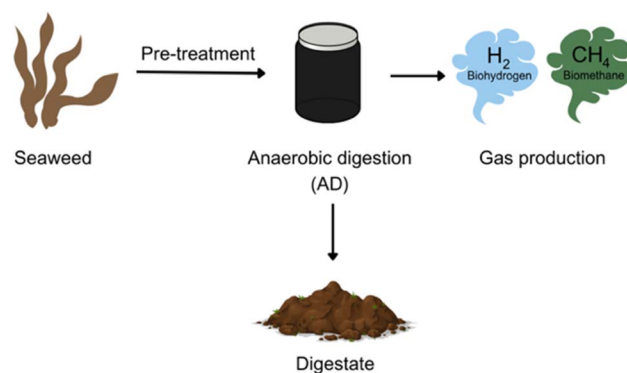 Pre-treatment
H₂
Biohydrogen
CH₄
Biomethane
Seaweed
Anaerobic digestion
(AD)
Gas production
Digestate